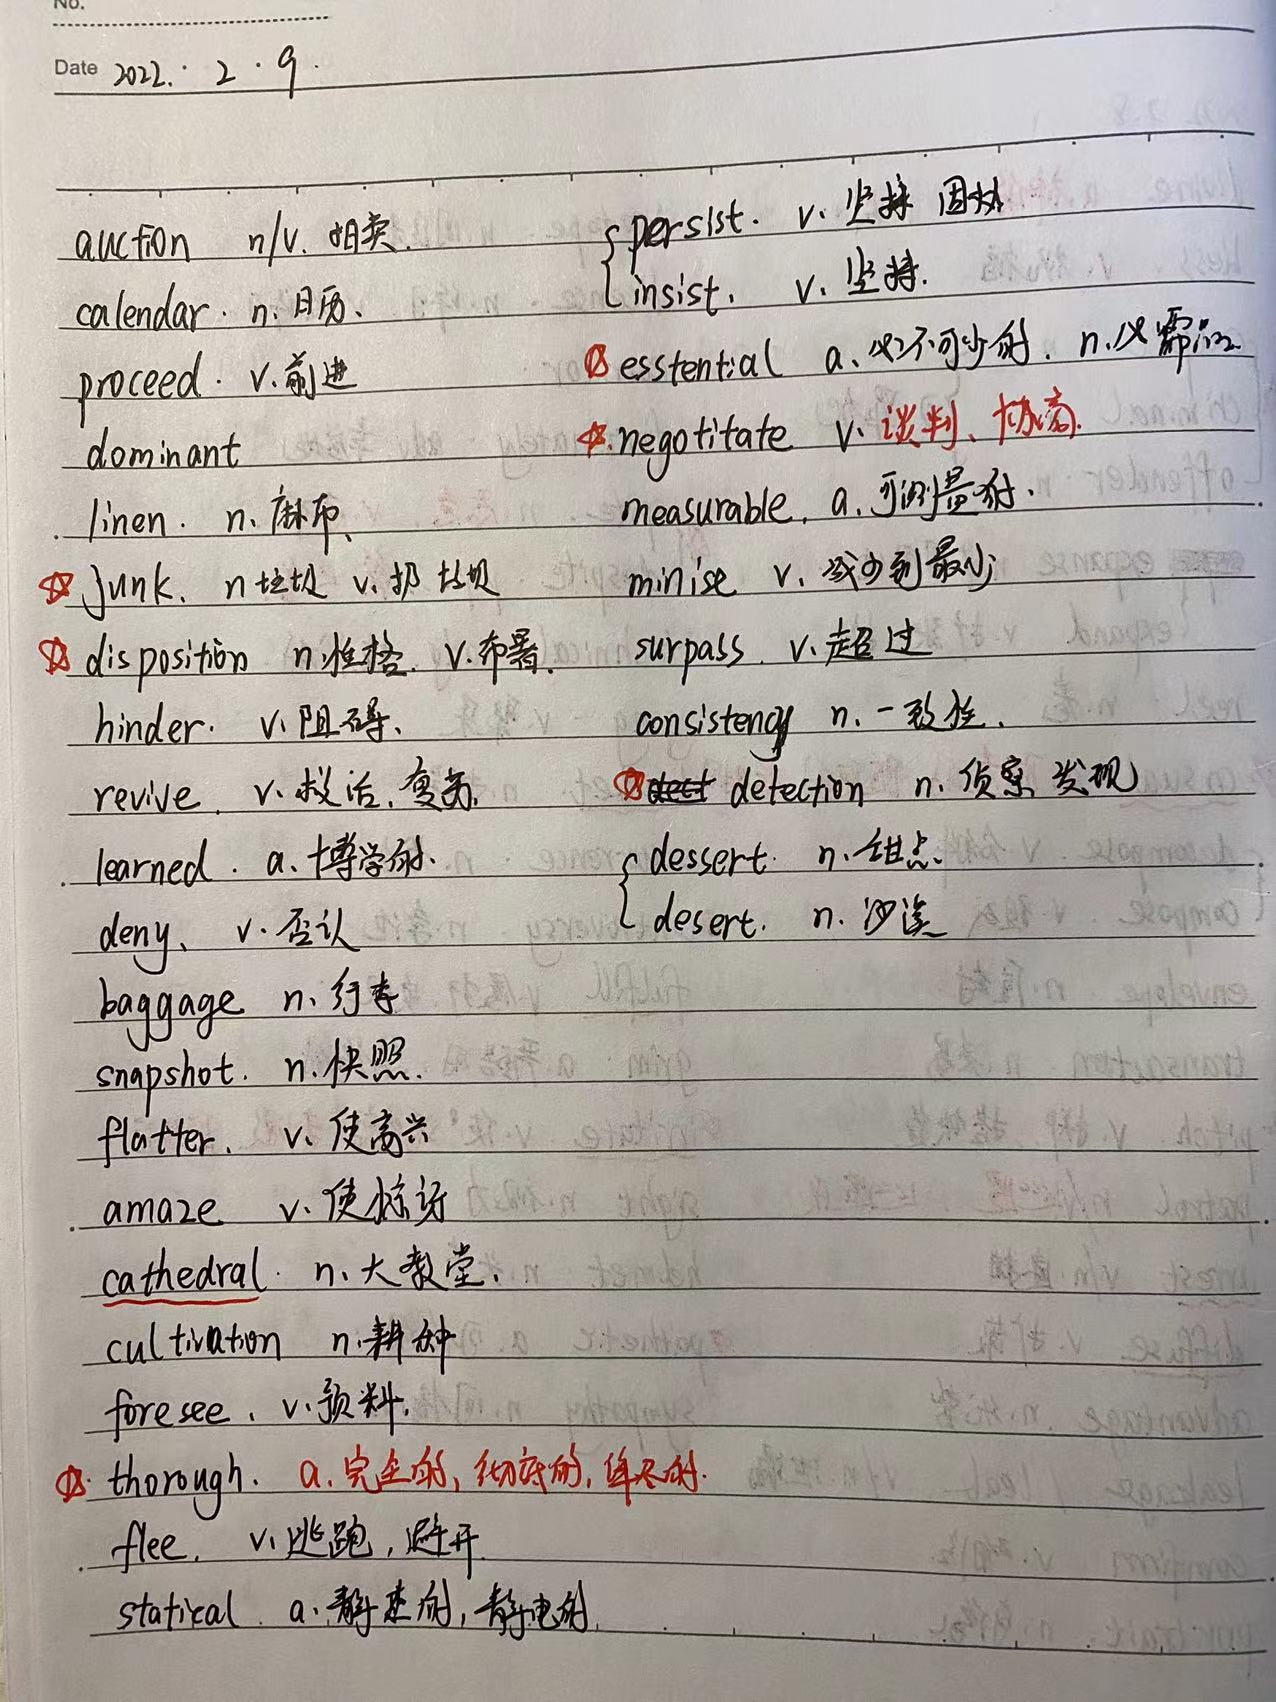 No.
Date 2022. 2. 9.
auction n/v. 拍卖.
calendar. n. 日历、
proceed. v. 前进
dominant
linen. n. 麻布、
junk. n 垃圾 v. 扔垃圾
disposition n. 性格. v. 布署.
hinder. v. 阻碍、
revive. v. 救活. 复苏.
learned. a. 博学的.
deny、 v. 否认
baggage n. 行李
snapshot. n. 快照.
flatter. v. 使高兴
amaze v. 使惊讶
cathedral. n. 大教堂.
cultivation n. 耕种
foresee. v. 预料.
thorough. a. 完全的, 彻底的, 详尽的.
flee. v. 逃跑, 避开
statical a. 静态的, 静电的.
persist. v. 坚持 固执
insist. v. 坚持.
esstential a. 必不可少的. n. 必需品.
negotitate v. 谈判、协商.
measurable. a. 可测量的.
minise v. 减少到最小
surpass v. 超过
consistency n. 一致性.
detection n. 侦察 发现
dessert. n. 甜点.
desert. n. 沙漠